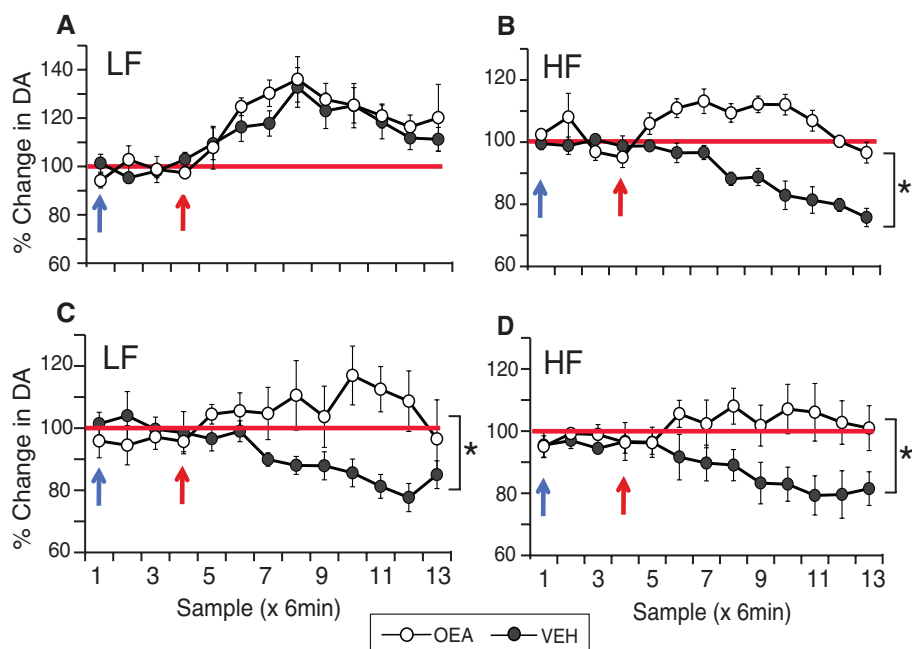 A
LF
% Change in DA
140
120
100
80
60
B
HF
120
100
80
60
*
C
LF
% Change in DA
120
100
80
60
*
1 3 5 7 9 11 13
Sample (x 6min)
D
HF
120
100
80
60
*
1 3 5 7 9 11 13
Sample (x 6min)
OEA VEH